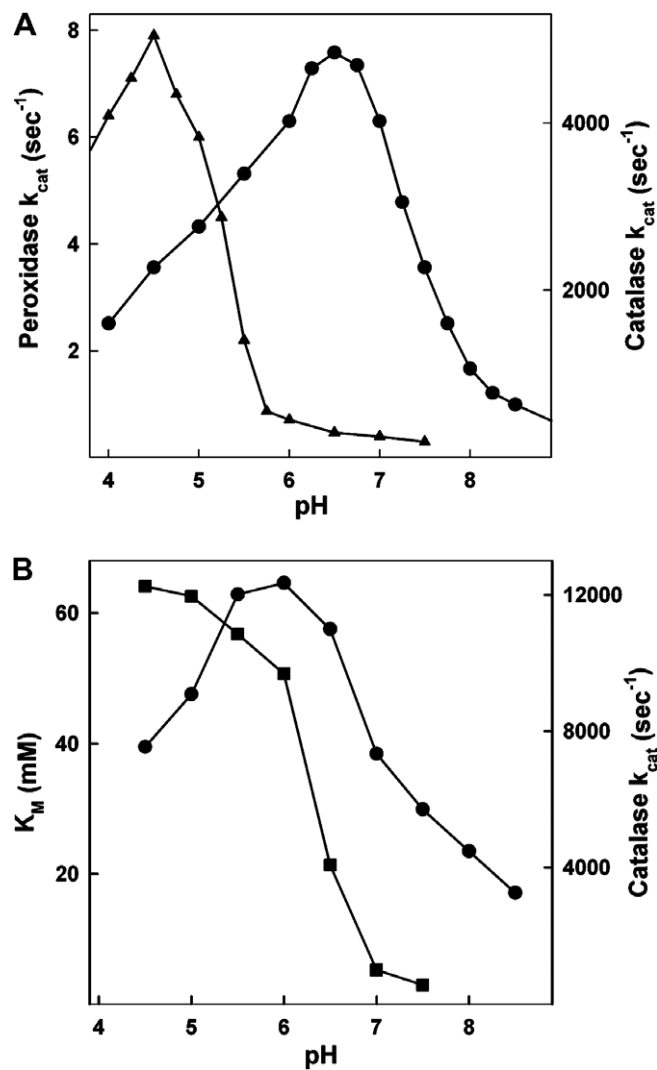 A
Peroxidase kcat (sec-1)
8
6
4
2
4000
2000
Catalase kcat (sec-1)
4 5 6 7 8
pH
B
KM (mM)
60
40
20
12000
8000
4000
Catalase kcat (sec-1)
4 5 6 7 8
pH